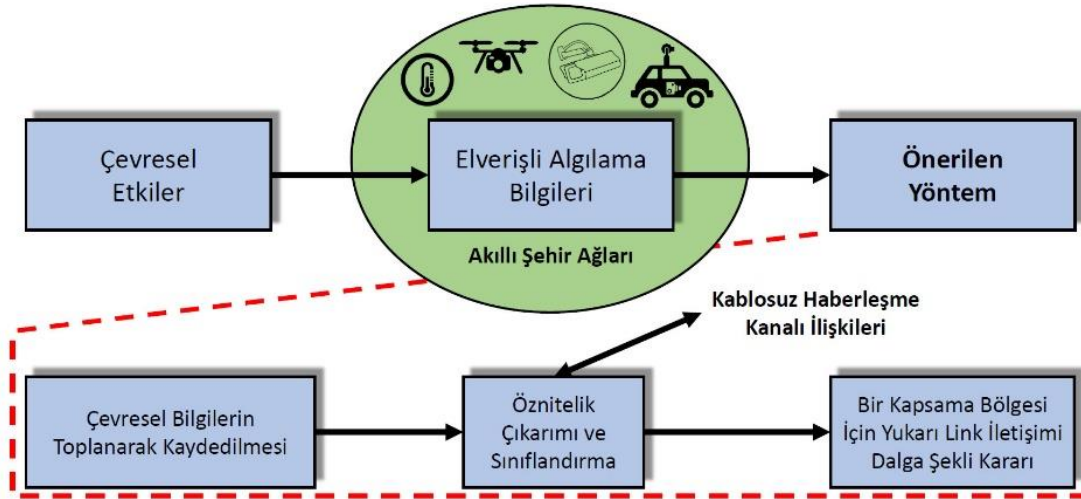 Çevresel
Etkiler
Elverişli Algılama
Bilgileri
Akıllı Şehir Ağları
Önerilen
Yöntem
Kablosuz Haberleşme
Kanalı İlişkileri
Çevresel Bilgilerin
Toplanarak Kaydedilmesi
Öznitelik
Çıkarımı ve
Sınıflandırma
Bir Kapsama Bölgesi
İçin Yukarı Link İletişimi
Dalga Şekli Kararı